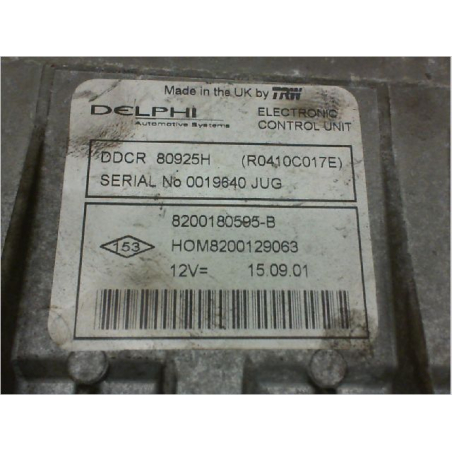 Made in the UK by TRW
DELPHI
Automotive Systems
ELECTRONIC
CONTROL UNIT
DDCR 80925H (R0410C017E)
SERIAL No 0019640 JUG
8200180595-B
153
HOM8200129063
12V= 15.09.01